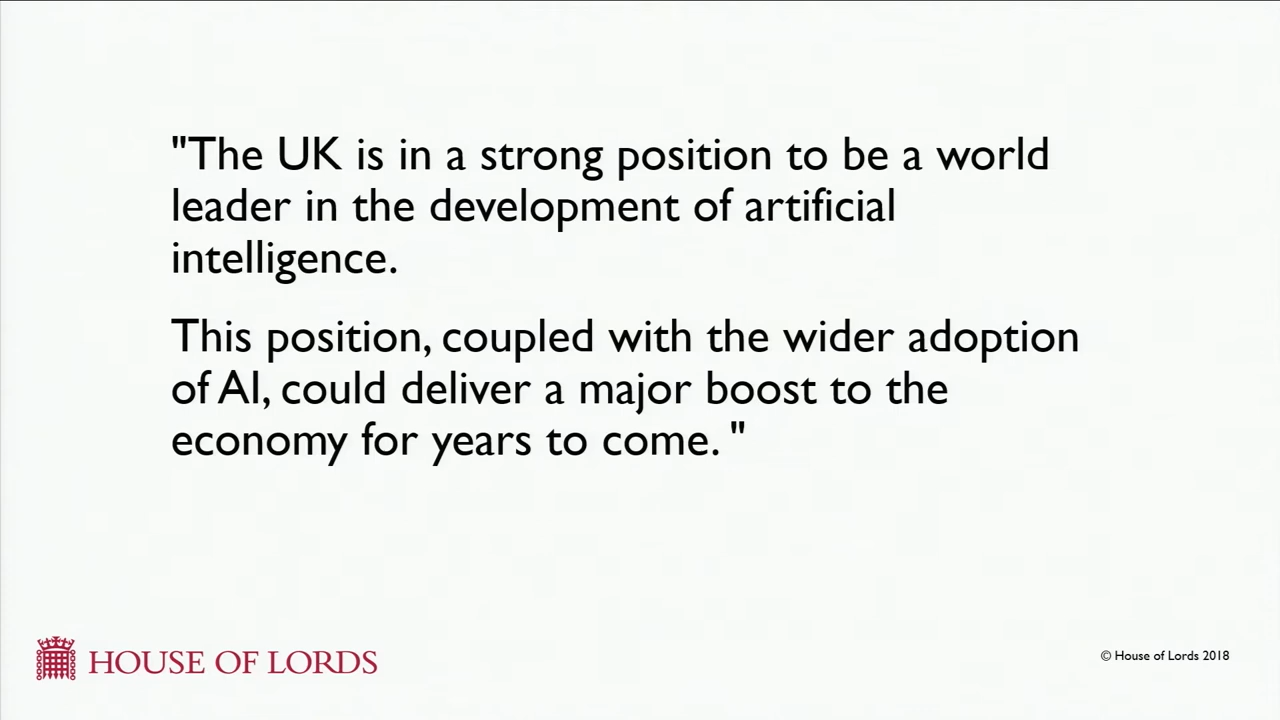 "The UK is in a strong position to be a world
leader in the development of artificial
intelligence.
This position, coupled with the wider adoption
of AI, could deliver a major boost to the
economy for years to come. "
HOUSE OF LORDS
© House of Lords 2018